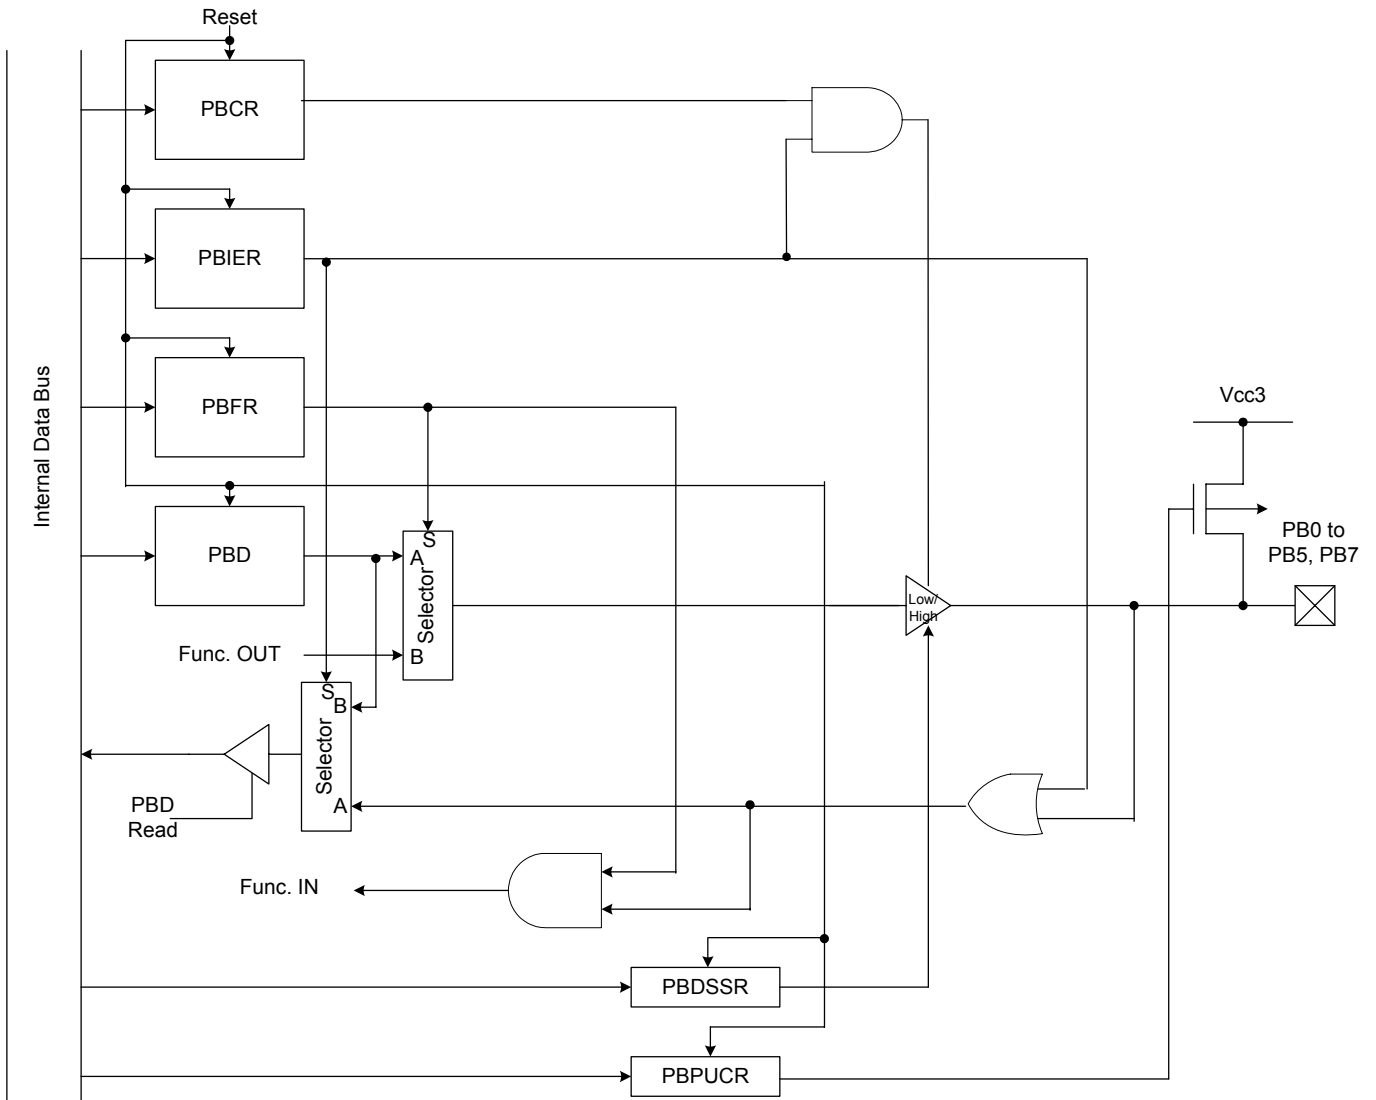 Reset
PBCR
PBIER
PBFR
Internal Data Bus
Vcc3
PB0 to
PB5, PB7
PBD
S
A
Selector
B
Low/
High
Func. OUT
S
B
Selector
A
PBD
Read
Func. IN
PBDSSR
PBPUCR